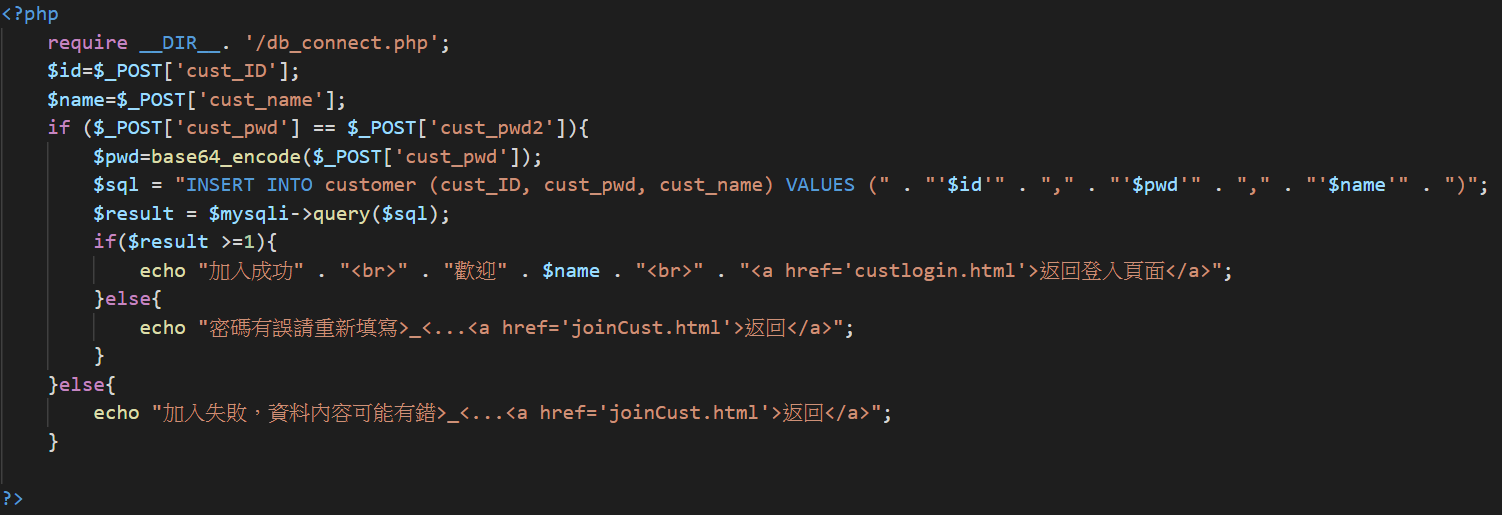 <?php
    require __DIR__. '/db_connect.php';
    $id=$_POST['cust_ID'];
    $name=$_POST['cust_name'];
    if ($_POST['cust_pwd'] == $_POST['cust_pwd2']){
        $pwd=base64_encode($_POST['cust_pwd']);
        $sql = "INSERT INTO customer (cust_ID, cust_pwd, cust_name) VALUES (" . "'$id'" . "," . "'$pwd'" . "," . "'$name'" . ")";
        $result = $mysqli->query($sql);
        if($result >=1){
            echo "加入成功" . "<br>" . "歡迎" . $name . "<br>" . "<a href='custlogin.html'>返回登入頁面</a>";
        }else{
            echo "密碼有誤請重新填寫>_<...<a href='joinCust.html'>返回</a>";
        }
    }else{
        echo "加入失敗，資料內容可能有錯>_<...<a href='joinCust.html'>返回</a>";
    }
?>